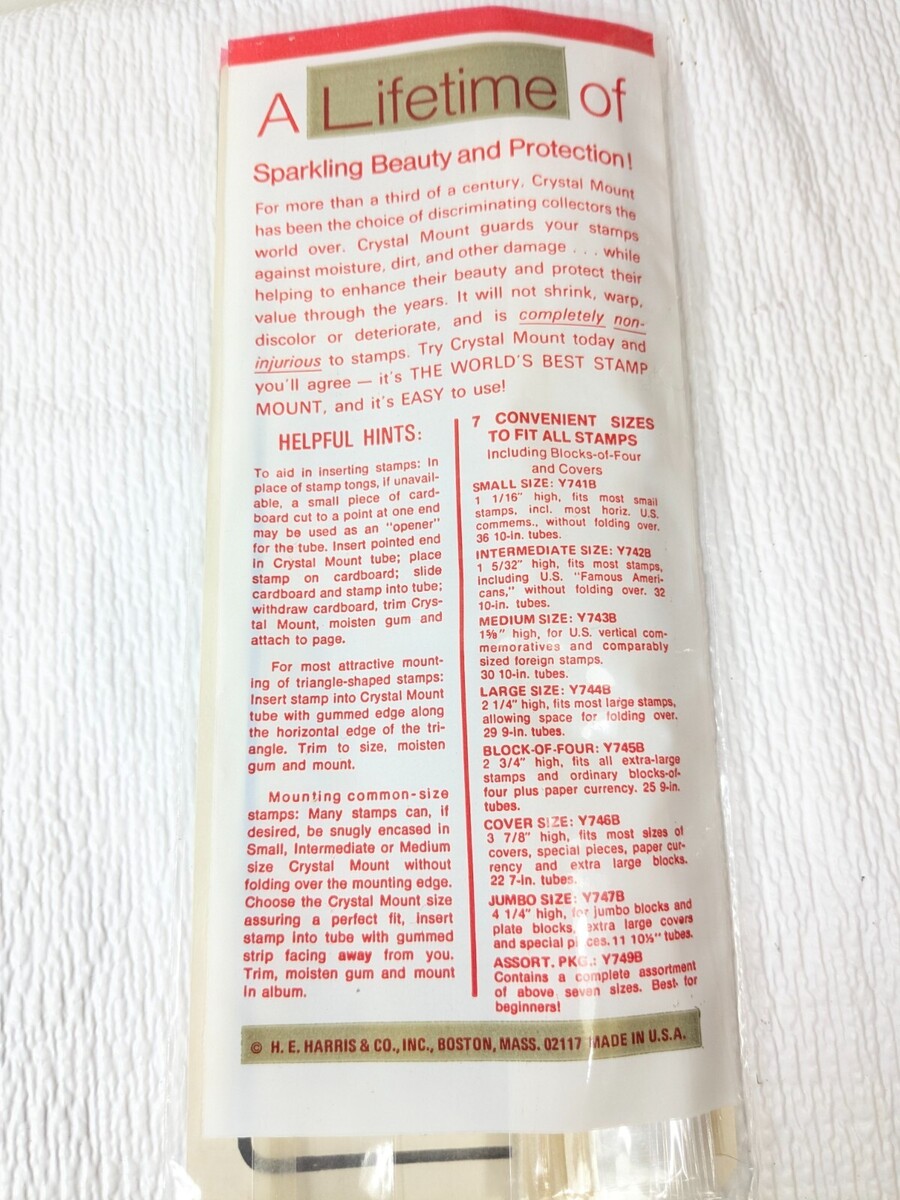 A Lifetime of
Sparkling Beauty and Protection!
For more than a third of a century, Crystal Mount
has been the choice of discriminating collectors the
world over. Crystal Mount guards your stamps
against moisture, dirt, and other damage . . . while
helping to enhance their beauty and protect their
value through the years. It will not shrink, warp,
discolor or deteriorate, and is completely non-
injurious to stamps. Try Crystal Mount today and
you'll agree — it's THE WORLD'S BEST STAMP
MOUNT, and it's EASY to use!
HELPFUL HINTS:
To aid in inserting stamps: In
place of stamp tongs, if unavail-
able, a small piece of card-
board cut to a point at one end
may be used as an "opener"
for the tube. Insert pointed end
in Crystal Mount tube; place
stamp on cardboard; slide
cardboard and stamp into tube;
withdraw cardboard, trim Crys-
tal Mount, moisten gum and
attach to page.
For most attractive mount-
ing of triangle-shaped stamps:
Insert stamp into Crystal Mount
tube with gummed edge along
the horizontal edge of the tri-
angle. Trim to size, moisten
gum and mount.
Mounting common-size
stamps: Many stamps can, if
desired, be snugly encased in
Small, Intermediate or Medium
size Crystal Mount without
folding over the mounting edge.
Choose the Crystal Mount size
assuring a perfect fit, insert
stamp into tube with gummed
strip facing away from you.
Trim, moisten gum and mount
in album.
7 CONVENIENT SIZES
TO FIT ALL STAMPS
Including Blocks-of-Four
and Covers
SMALL SIZE: Y741B
1 1/16" high, fits most small
stamps, incl. most horiz. U.S.
commems., without folding over.
36 10-in. tubes.
INTERMEDIATE SIZE: Y742B
1 5/32" high, fits most stamps,
including U.S. "Famous Ameri-
cans," without folding over. 32
10-in. tubes.
MEDIUM SIZE: Y743B
1⅝" high, for U.S. vertical com-
memoratives and comparably
sized foreign stamps.
30 10-in. tubes.
LARGE SIZE: Y744B
2 1/4" high, fits most large stamps,
allowing space for folding over.
29 9-in. tubes.
BLOCK-OF-FOUR: Y745B
2 3/4" high, fits all extra-large
stamps and ordinary blocks-of-
four plus paper currency. 25 9-in.
tubes.
COVER SIZE: Y746B
3 7/8" high, fits most sizes of
covers, special pieces, paper cur-
rency and extra large blocks.
22 7-in. tubes.
JUMBO SIZE: Y747B
4 1/4" high, for jumbo blocks and
plate blocks, extra large covers
and special pieces. 11 10½" tubes.
ASSORT. PKG.: Y749B
Contains a complete assortment
of above seven sizes. Best for
beginners!
© H. E. HARRIS & CO., INC., BOSTON, MASS. 02117 MADE IN U.S.A.